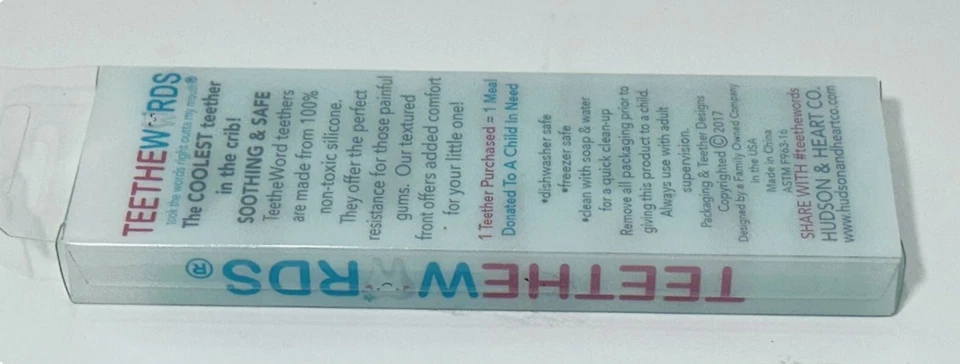 TEETHEWORDS
took the words right outta my mouth®
The COOLEST teether
in the crib!
SOOTHING & SAFE
TeetheWord teethers
are made from 100%
non-toxic silicone.
They offer the perfect
resistance for those painful
gums. Our textured
front offers added comfort
for your little one!
1 Teether Purchased = 1 Meal
Donated To A Child In Need
*dishwasher safe
*freezer safe
*clean with soap & water
for a quick clean-up
Remove all packaging prior to
giving this product to a child.
Always use with adult
supervision.
Packaging & Teether Designs
Copyrighted ©2017
Designed by a Family Owned Company
in the USA
Made in China
ASTM F963-16
SHARE WITH #teethewords
HUDSON & HEART CO.
www.hudsonandheartco.com
TEETHEWORDS®